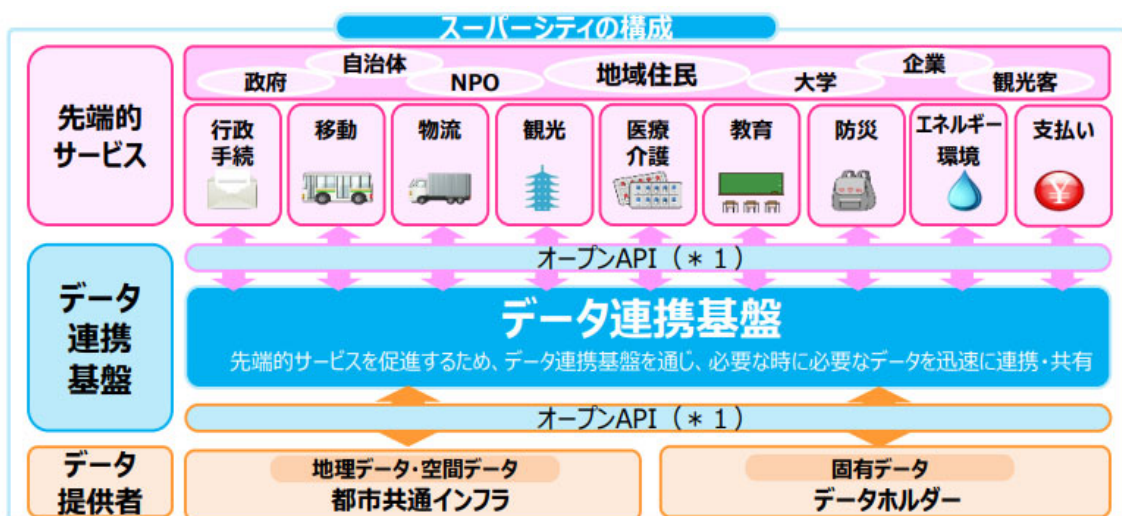 スーパーシティの構成
先端的
サービス
政府
自治体
NPO
地域住民
大学
企業
観光客
行政
手続
移動
物流
観光
医療
介護
教育
防災
エネルギー
環境
支払い
¥
データ
連携
基盤
オープンAPI(*1)
データ連携基盤
先端的サービスを促進するため、データ連携基盤を通じ、必要な時に必要なデータを迅速に連携・共有
オープンAPI(*1)
データ
提供者
地理データ・空間データ
都市共通インフラ
固有データ
データホルダー